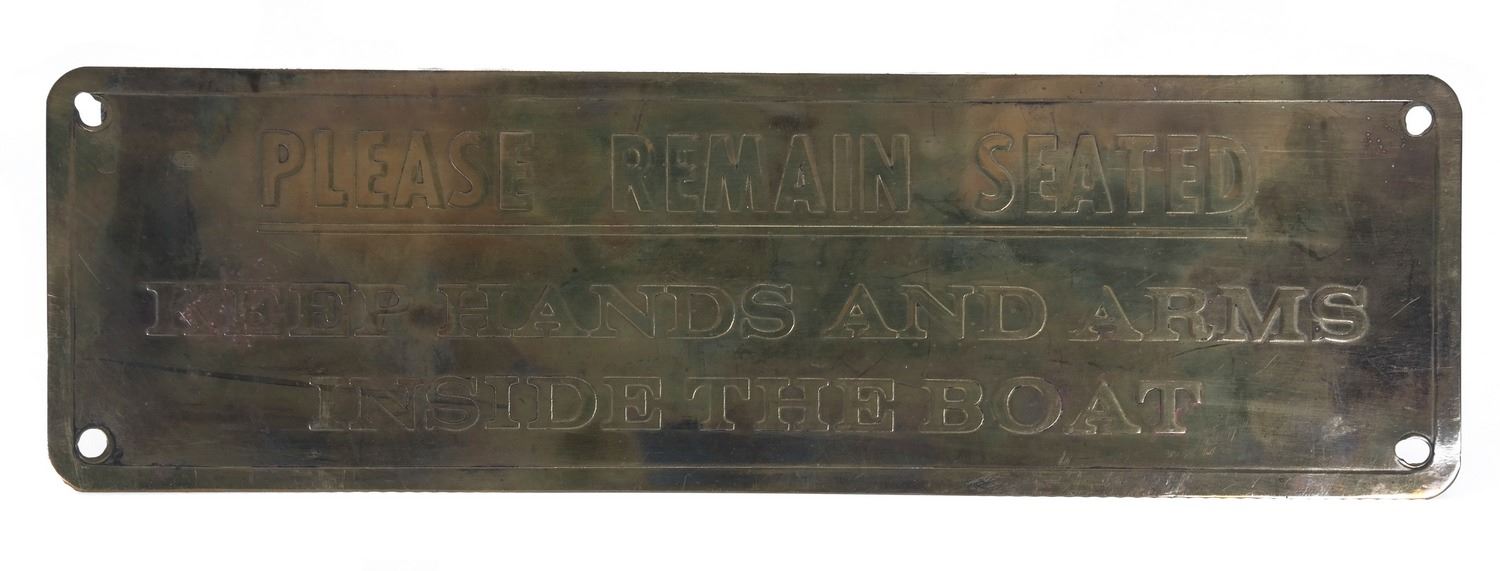 PLEASE REMAIN SEATED
KEEP HANDS AND ARMS
INSIDE THE BOAT